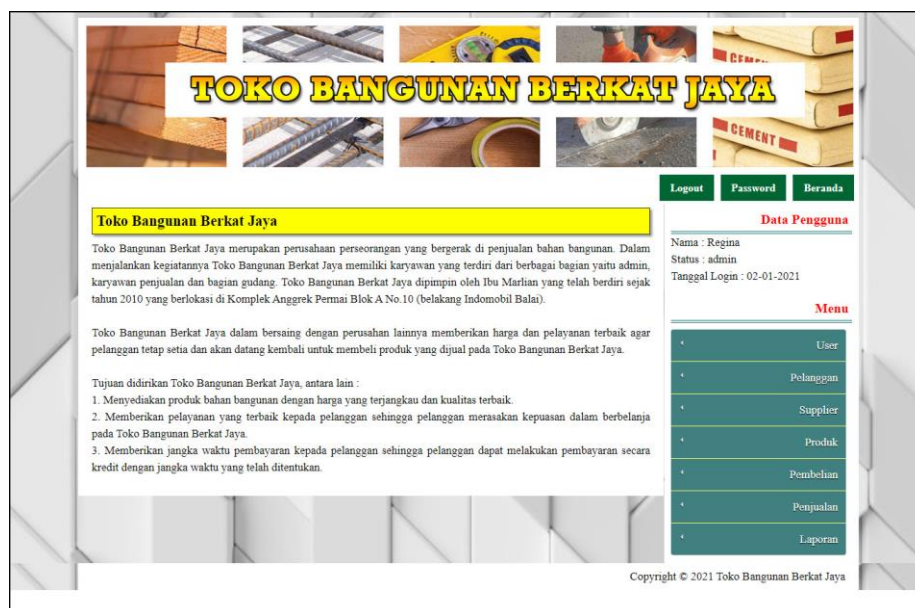 TOKO BANGUNAN BERKAT JAYA
CEMENT
Logout Password Beranda
Toko Bangunan Berkat Jaya
Toko Bangunan Berkat Jaya merupakan perusahaan perseorangan yang bergerak di penjualan bahan bangunan. Dalam
menjalankan kegiatannya Toko Bangunan Berkat Jaya memiliki karyawan yang terdiri dari berbagai bagian yaitu admin,
karyawan penjualan dan bagian gudang. Toko Bangunan Berkat Jaya dipimpin oleh Ibu Marlian yang telah berdiri sejak
tahun 2010 yang berlokasi di Komplek Anggrek Permai Blok A No.10 (belakang Indomobil Balai).
Toko Bangunan Berkat Jaya dalam bersaing dengan perusahan lainnya memberikan harga dan pelayanan terbaik agar
pelanggan tetap setia dan akan datang kembali untuk membeli produk yang dijual pada Toko Bangunan Berkat Jaya.
Tujuan didirikan Toko Bangunan Berkat Jaya, antara lain :
1. Menyediakan produk bahan bangunan dengan harga yang terjangkau dan kualitas terbaik.
2. Memberikan pelayanan yang terbaik kepada pelanggan sehingga pelanggan merasakan kepuasan dalam berbelanja
pada Toko Bangunan Berkat Jaya.
3. Memberikan jangka waktu pembayaran kepada pelanggan sehingga pelanggan dapat melakukan pembayaran secara
kredit dengan jangka waktu yang telah ditentukan.
Data Pengguna
Nama : Regina
Status : admin
Tanggal Login : 02-01-2021
Menu
User
Pelanggan
Supplier
Produk
Pembelian
Penjualan
Laporan
Copyright © 2021 Toko Bangunan Berkat Jaya